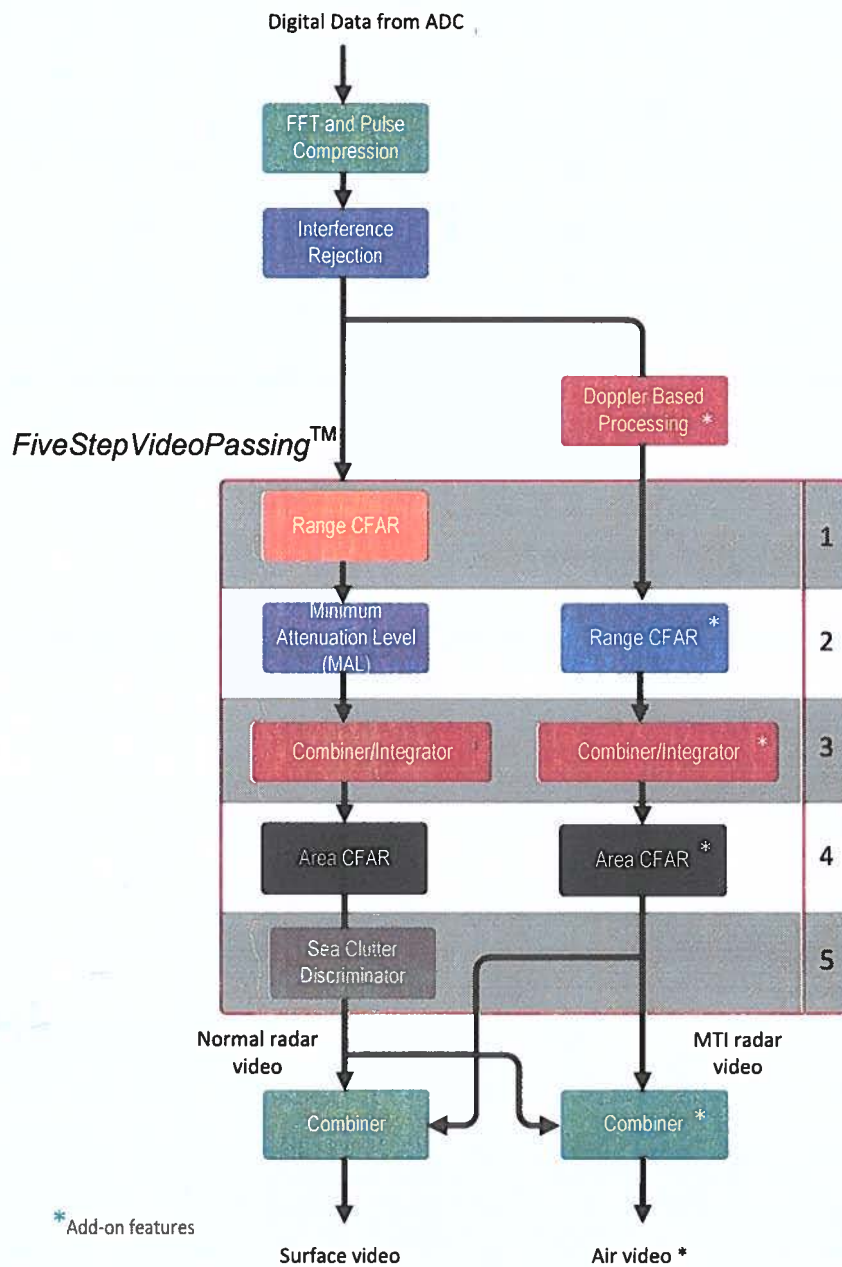 Digital Data from ADC
FFT and Pulse
Compression
Interference
Rejection
Doppler Based
Processing *
FiveStepVideoPassing™
Range CFAR
1
Minimum
Attenuation Level
(MAL)
Range CFAR *
2
Combiner/Integrator
Combiner/Integrator *
3
Area CFAR
Area CFAR *
4
Sea Clutter
Discriminator
5
Normal radar
video
MTI radar
video
Combiner
Combiner *
*Add-on features
Surface video
Air video *